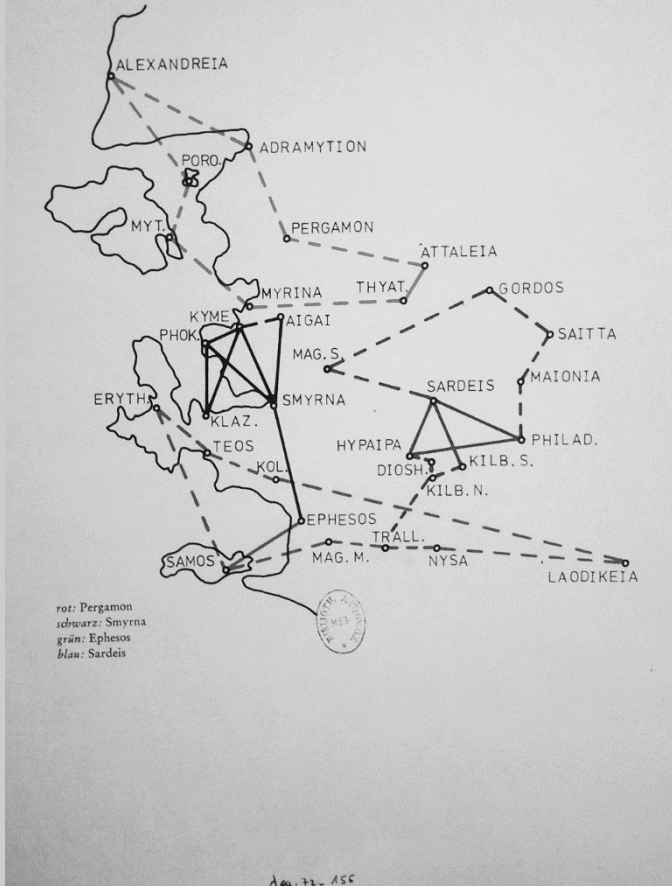 ALEXANDREIA
ADRAMYTION
PORO.
MYT.
PERGAMON
ATTALEIA
THYAT.
GORDOS
MYRINA
KYME
AIGAI
PHOK.
SAITTA
MAG.S.
MAIONIA
SARDEIS
ERYTH.
SMYRNA
KLAZ.
TEOS
HYPAIPA
PHILAD.
DIOSH.
KILB.S.
KOL.
KILB.N.
EPHESOS
TRALL.
SAMOS
MAG.M.
NYSA
LAODIKEIA
rot: Pergamon
schwarz: Smyrna
grün: Ephesos
blau: Sardeis